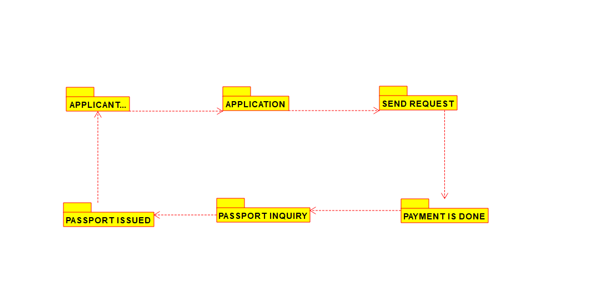 APPLICANT...
APPLICATION
SEND REQUEST
PASSPORT ISSUED
PASSPORT INQUIRY
PAYMENT IS DONE